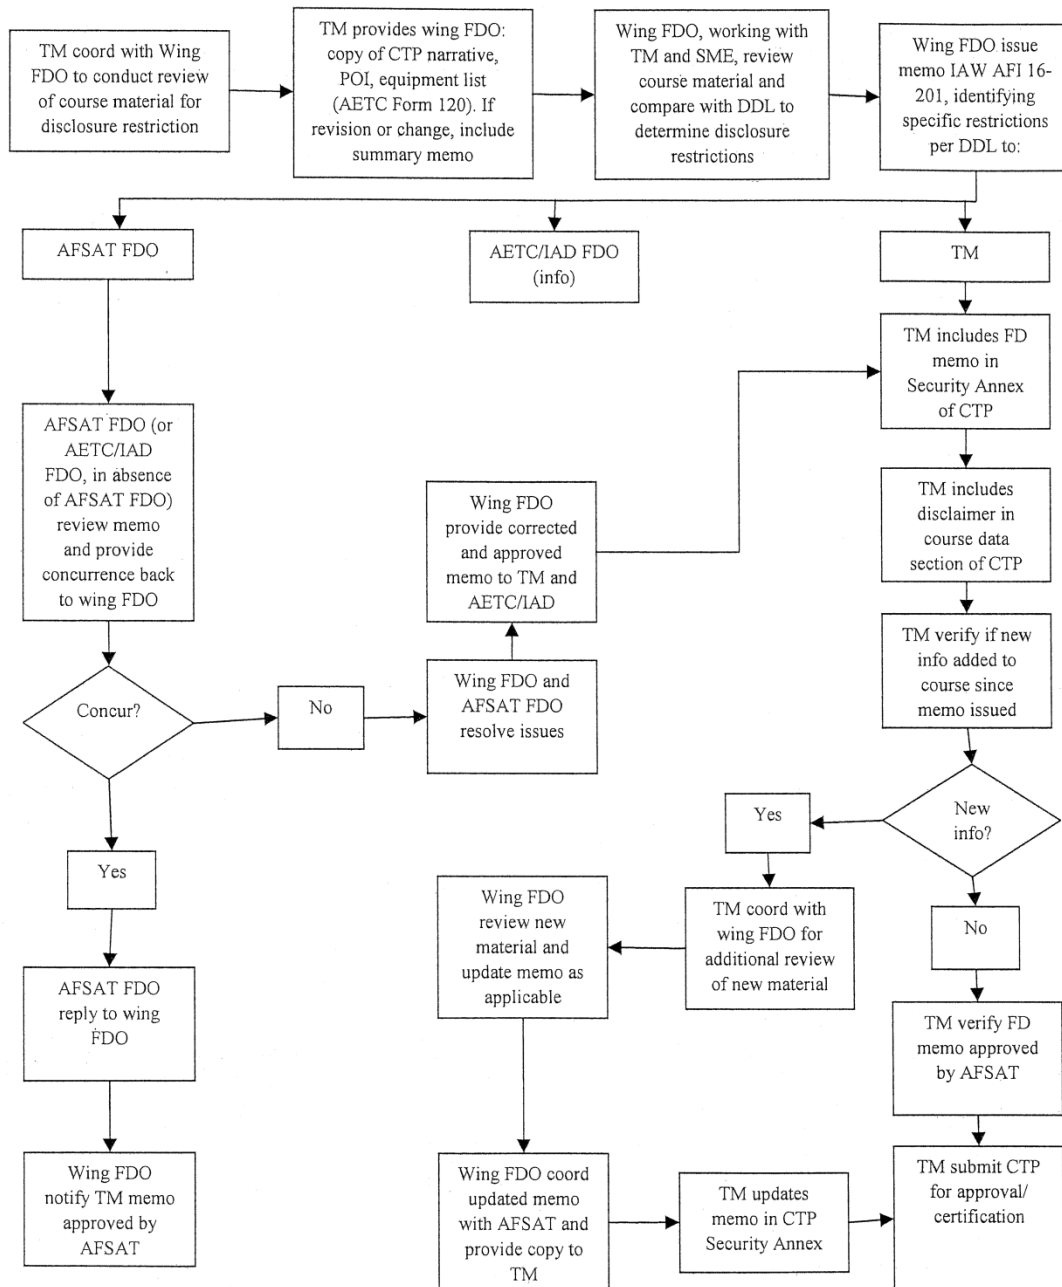 TM coord with Wing
FDO to conduct review
of course material for
disclosure restriction
TM provides wing FDO:
copy of CTP narrative,
POI, equipment list
(AETC Form 120). If
revision or change, include
summary memo
Wing FDO, working with
TM and SME, review
course material and
compare with DDL to
determine disclosure
restrictions
Wing FDO issue
memo IAW AFI 16-
201, identifying
specific restrictions
per DDL to:
AFSAT FDO
AETC/IAD FDO
(info)
TM
TM includes FD
memo in
Security Annex
of CTP
AFSAT FDO (or
AETC/IAD
FDO, in absence
of AFSAT FDO)
review memo
and provide
concurrence back
to wing FDO
Wing FDO
provide corrected
and approved
memo to TM and
AETC/IAD
TM includes
disclaimer in
course data
section of CTP
TM verify if new
info added to
course since
memo issued
Concur?
No
Wing FDO and
AFSAT FDO
resolve issues
New
info?
Yes
Yes
No
Wing FDO
review new
material and
update memo as
applicable
TM coord with
wing FDO for
additional review
of new material
AFSAT FDO
reply to wing
FDO
TM verify FD
memo approved
by AFSAT
Wing FDO
notify TM memo
approved by
AFSAT
Wing FDO coord
updated memo
with AFSAT and
provide copy to
TM
TM updates
memo in CTP
Security Annex
TM submit CTP
for approval/
certification